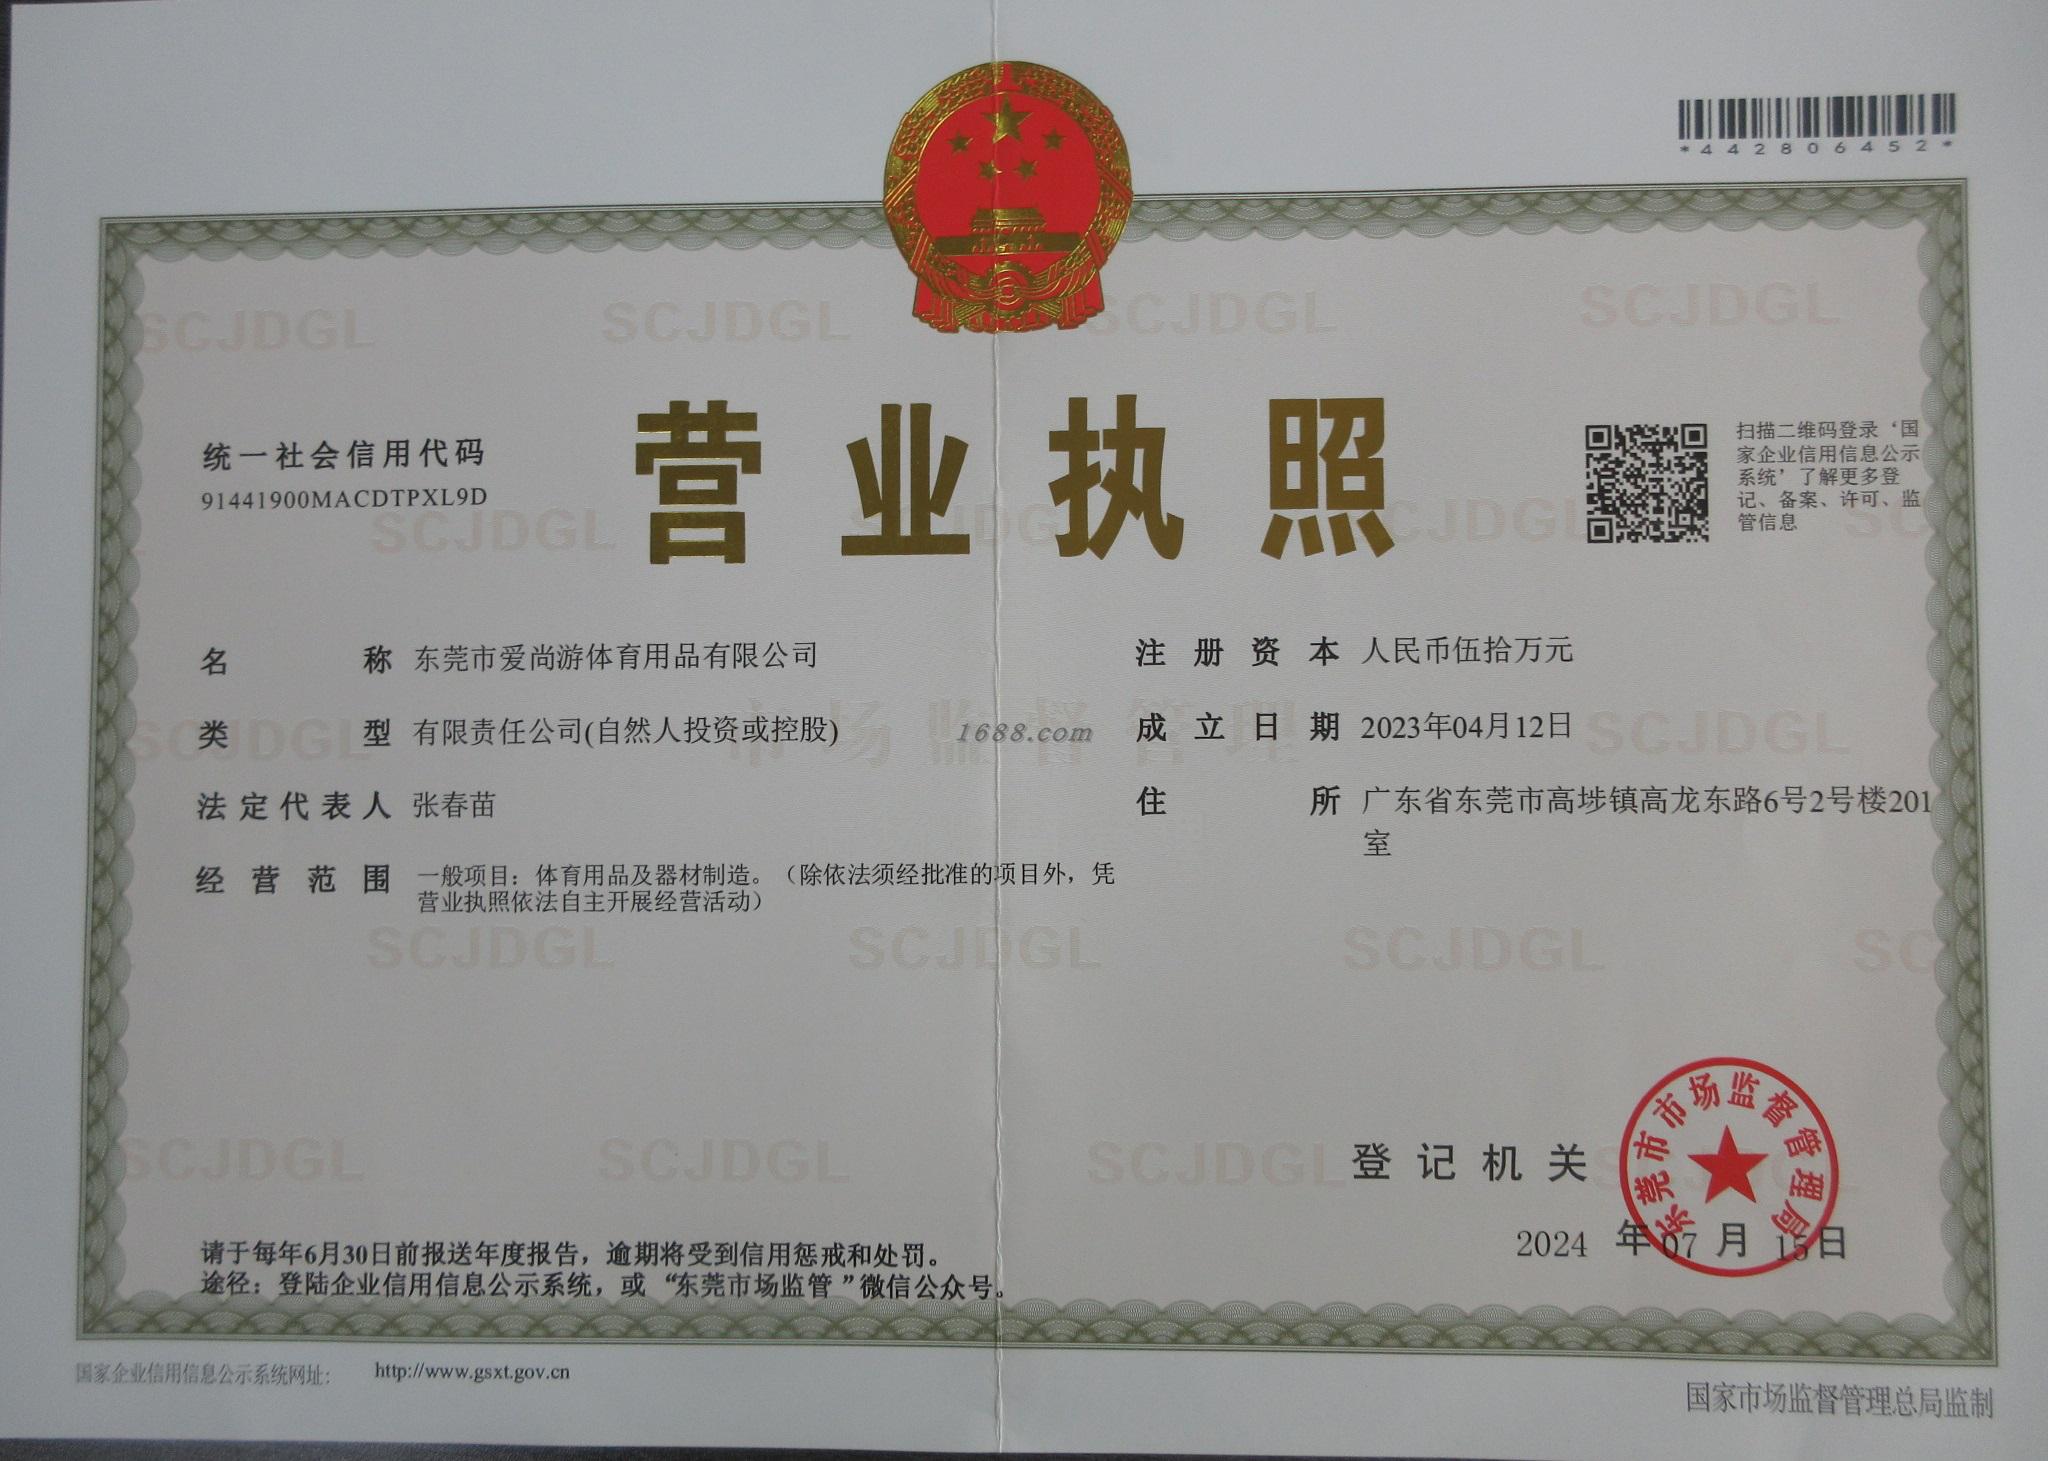 *442806452*
统一社会信用代码
91441900MACDTPXL9D
营业执照
扫描二维码登录‘国
家企业信用信息公示
系统’了解更多登
记、备案、许可、监
管信息
名称 东莞市爱尚游体育用品有限公司
类型 有限责任公司(自然人投资或控股)
法定代表人 张春苗
经营范围 一般项目：体育用品及器材制造。（除依法须经批准的项目外，凭
营业执照依法自主开展经营活动）
注册资本 人民币伍拾万元
成立日期 2023年04月12日
住所 广东省东莞市高埗镇高龙东路6号2号楼201
室
1688.com
市场监督管理
SCJDGL
登记机关
东莞市市场监督管理局
2024 年 07 月 15 日
请于每年6月30日前报送年度报告，逾期将受到信用惩戒和处罚。
途径：登陆企业信用信息公示系统，或“东莞市场监管”微信公众号。
国家企业信用信息公示系统网址： http://www.gsxt.gov.cn
国家市场监督管理总局监制